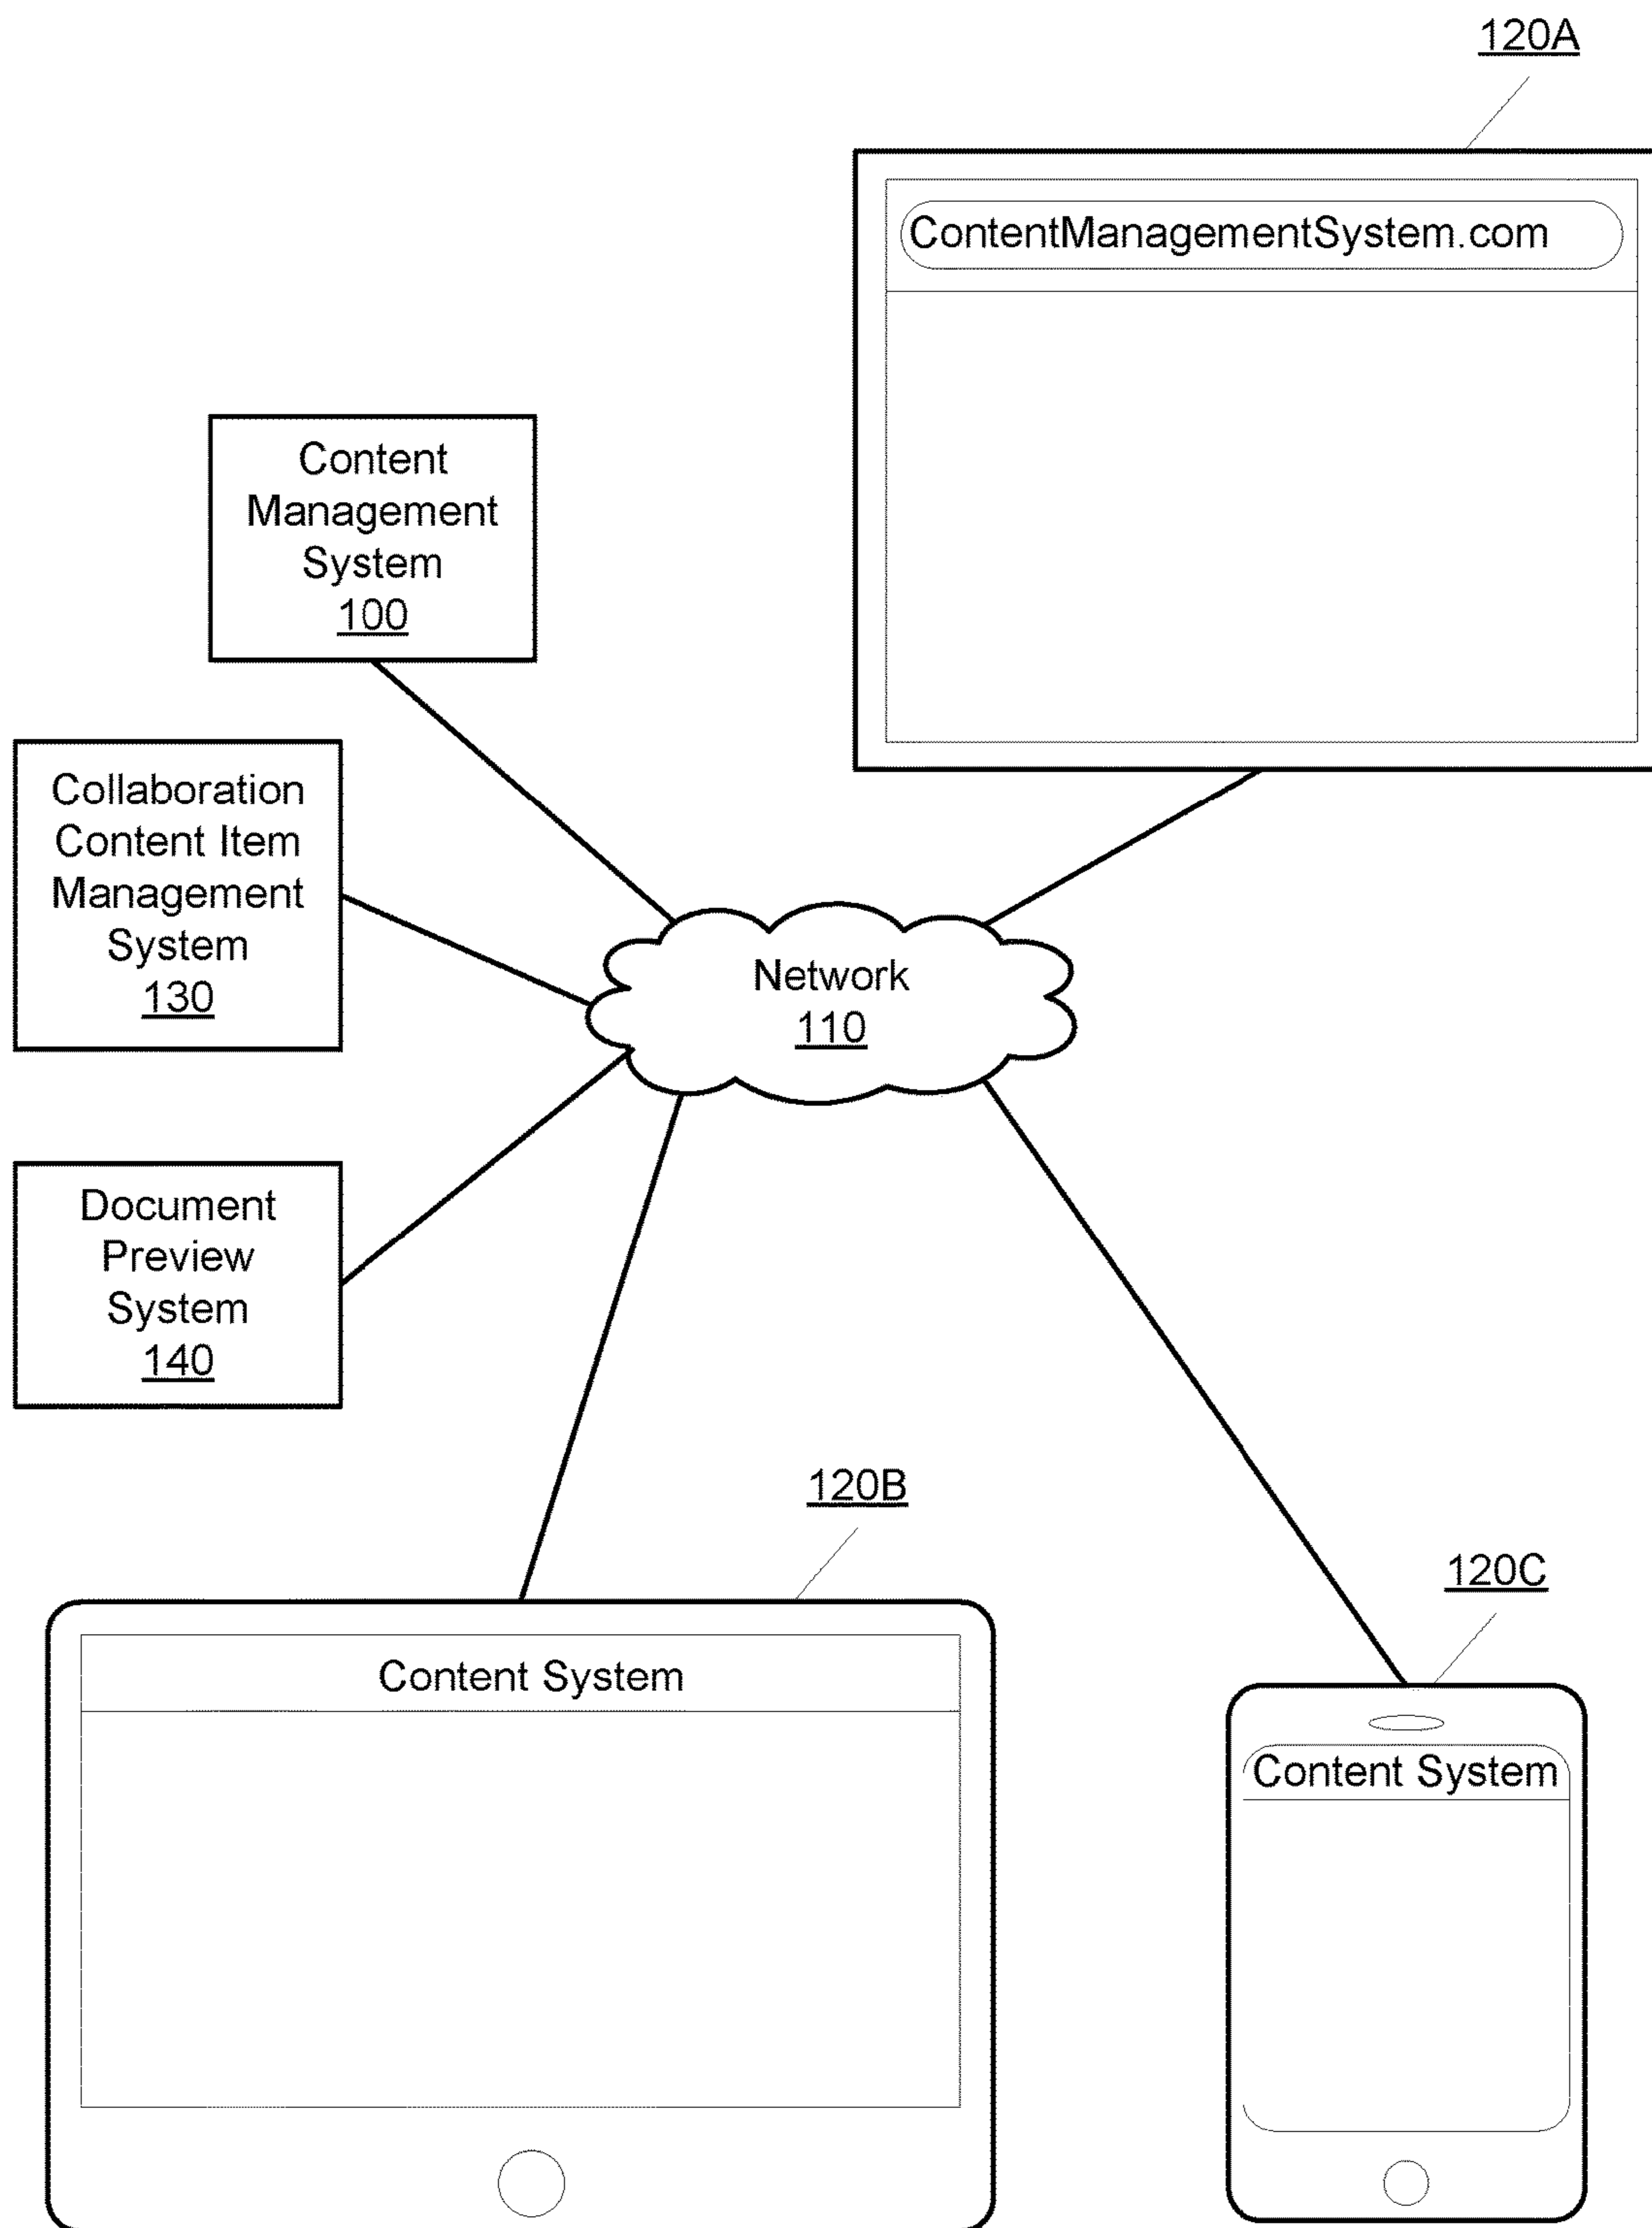 120A
ContentManagementSystem.com
Content
Management
System
100
Collaboration
Content Item
Management
System
130
Network
110
Document
Preview
System
140
120B
Content System
120C
Content System